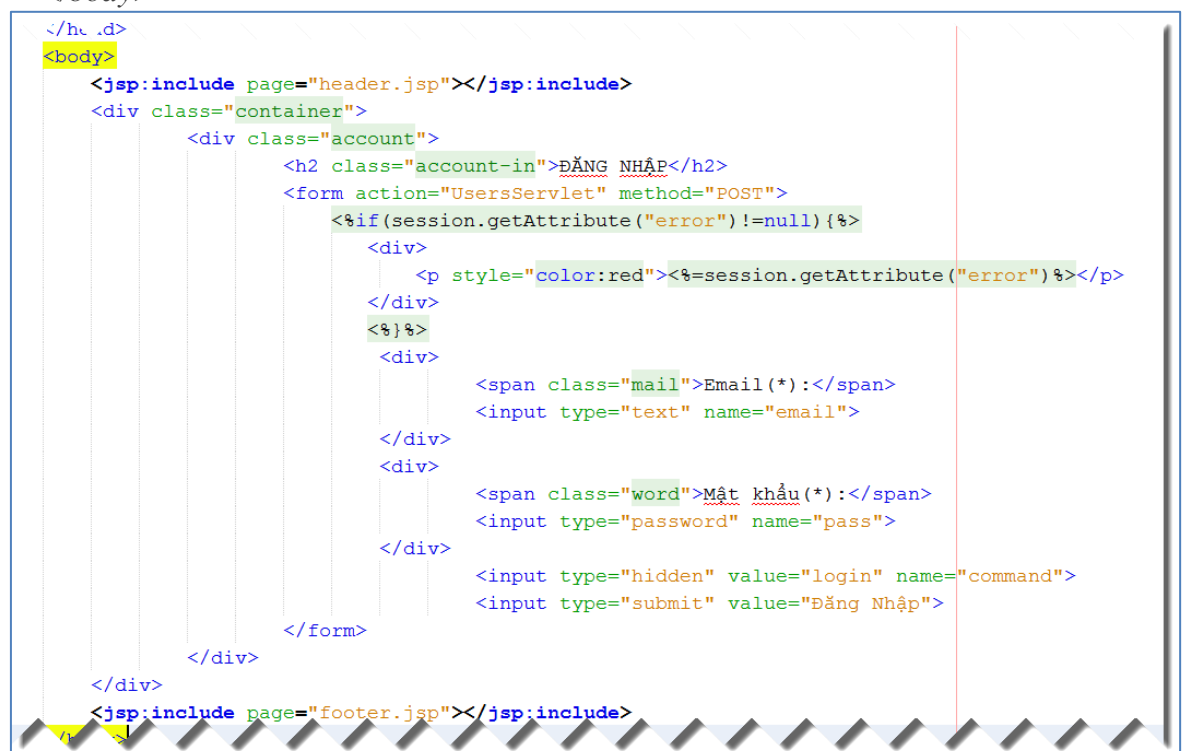 </head>
<body>
<jsp:include page="header.jsp"></jsp:include>
<div class="container">
<div class="account">
<h2 class="account-in">ĐĂNG NHẬP</h2>
<form action="UsersServlet" method="POST">
<%if(session.getAttribute("error")!=null){%>
<div>
<p style="color:red"><%=session.getAttribute("error")%></p>
</div>
<%}%>
<div>
<span class="mail">Email(*):</span>
<input type="text" name="email">
</div>
<div>
<span class="word">Mật khẩu(*):</span>
<input type="password" name="pass">
</div>
<input type="hidden" value="login" name="command">
<input type="submit" value="Đăng Nhập">
</form>
</div>
</div>
<jsp:include page="footer.jsp"></jsp:include>